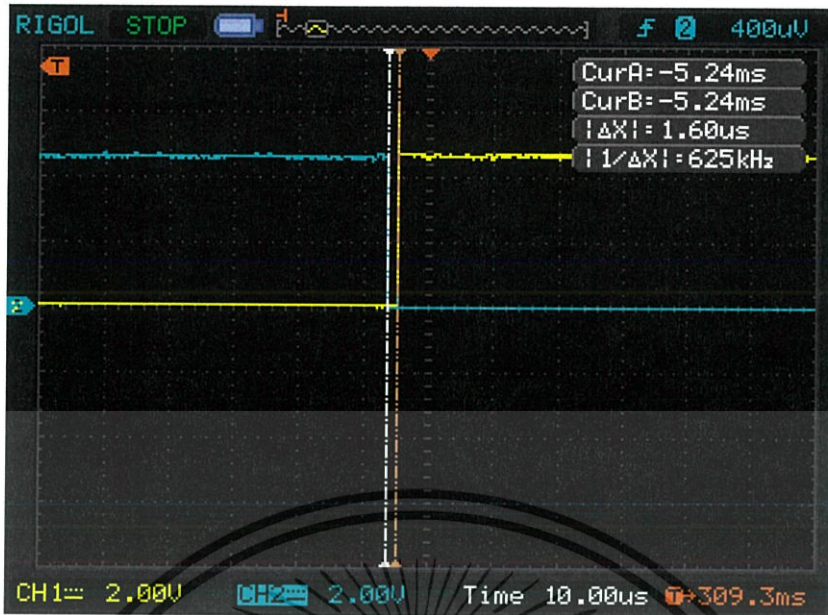 RIGOL STOP T 2 400uV
T
CurA=-5.24ms
CurB=-5.24ms
|ΔX|=1.60us
|1/ΔX|=625kHz
CH1 2.00V CH2 2.00V Time 10.00us T→309.3ms